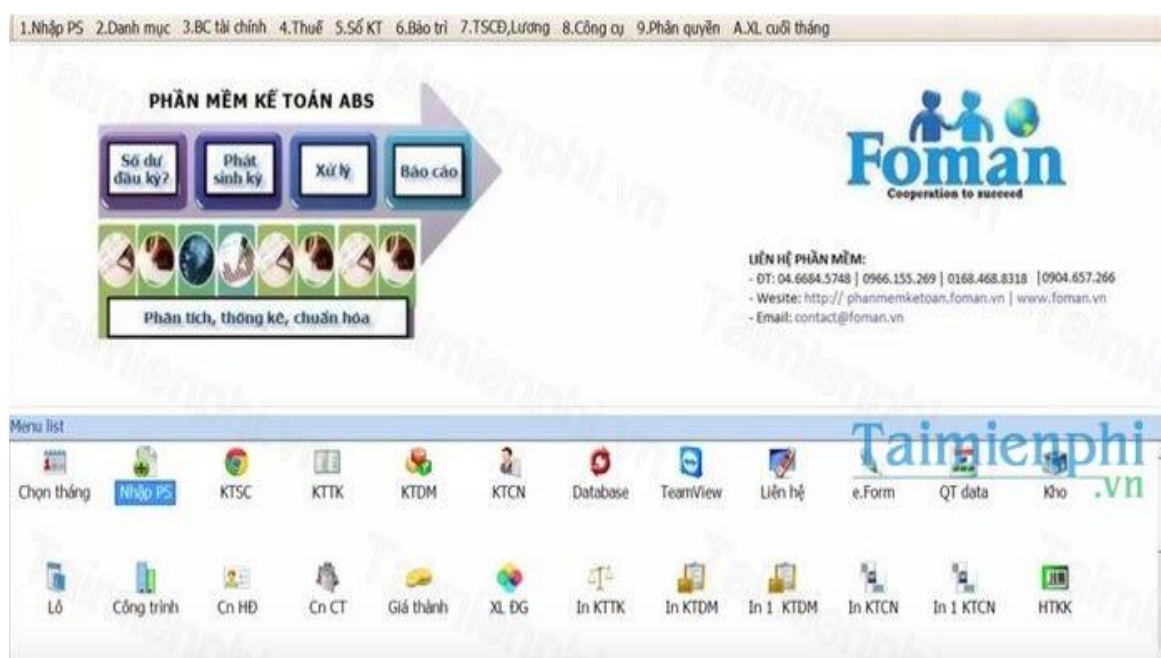 1.Nhập PS 2.Danh mục 3.BC tài chính 4.Thuế 5.Sổ KT 6.Bảo trì 7.TSCĐ,Lương 8.Công cụ 9.Phân quyền A.XL cuối tháng
PHẦN MỀM KẾ TOÁN ABS
Số dư
đầu kỳ?
Phát
sinh kỳ
Xử lý
Báo cáo
Phân tích, thống kê, chuẩn hóa
Foman
Cooperation to succeed
LIÊN HỆ PHẦN MỀM:
- ĐT: 04.6684.5748 | 0966.155.269 | 0168.468.8318 |0904.657.266
- Wesite: http:// phanmemketoan.foman.vn | www.foman.vn
- Email: contact@foman.vn
Menu list
Taimienphi
.vn
Chọn tháng Nhập PS KTSC KTTK KTDM KTCN Database TeamView Liên hệ e.Form QT data Kho
Lô Công trình Cn HĐ Cn CT Giá thành XL ĐG In KTTK In KTDM In 1 KTDM In KTCN In 1 KTCN HTKK